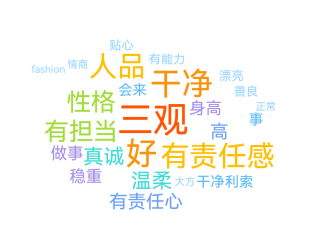 贴心
人品 有能力
fashion 情商 漂亮
干净 善良
性格 会来 身高 正常
三观 事
有担当 高
做事 真诚 好 有责任感
稳重 温柔 大方 干净利索
有责任心